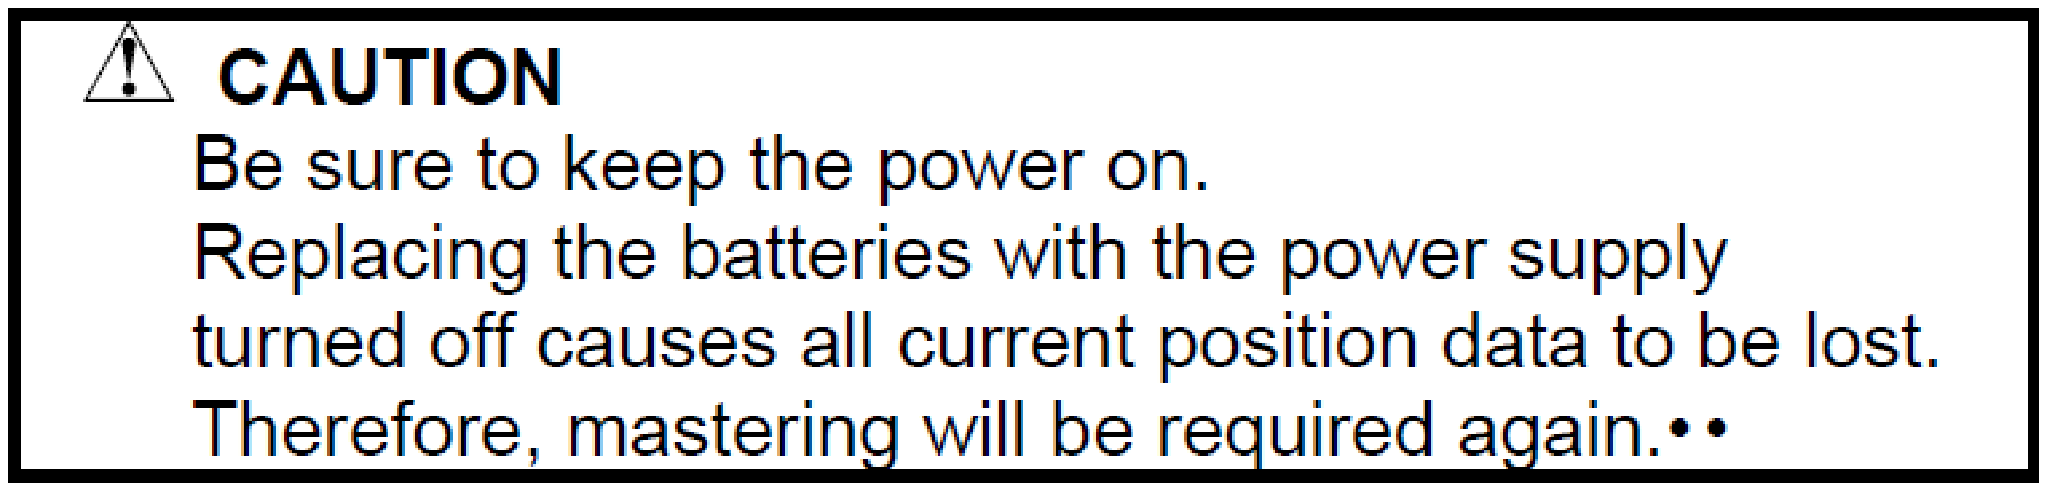 CAUTION
Be sure to keep the power on.
Replacing the batteries with the power supply
turned off causes all current position data to be lost.
Therefore, mastering will be required again.••